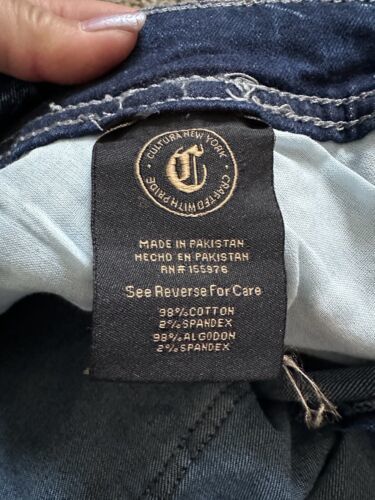 CULTURA NEW YORK
CRAFTED WITH PRIDE
C
MADE IN PAKISTAN
HECHO EN PAKISTAN
RN# 155976
See Reverse For Care
98%COTTON
2%SPANDEX
98%ALGODON
2%SPANDEX